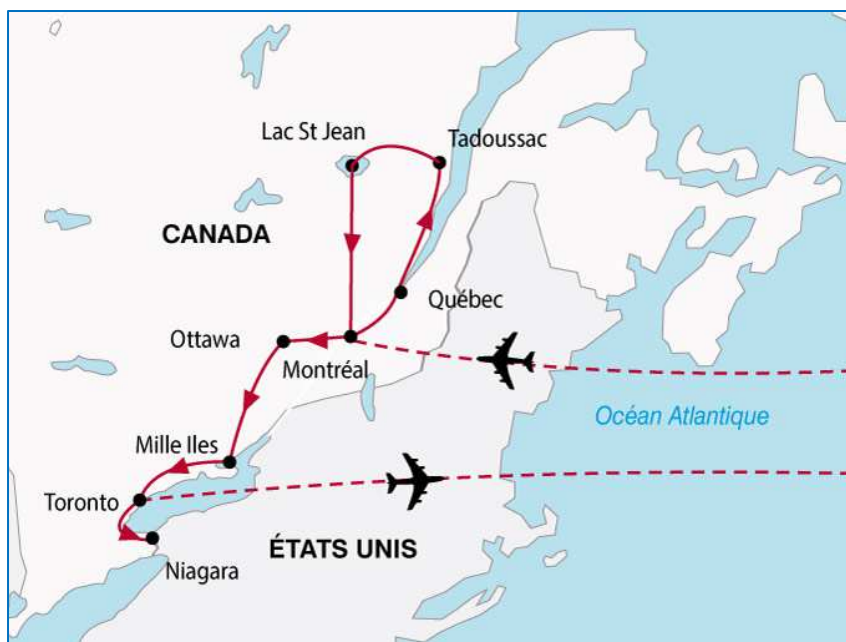 Lac St Jean
Tadoussac
CANADA
Québec
Ottawa
Montréal
Océan Atlantique
Mille Iles
Toronto
ÉTATS UNIS
Niagara